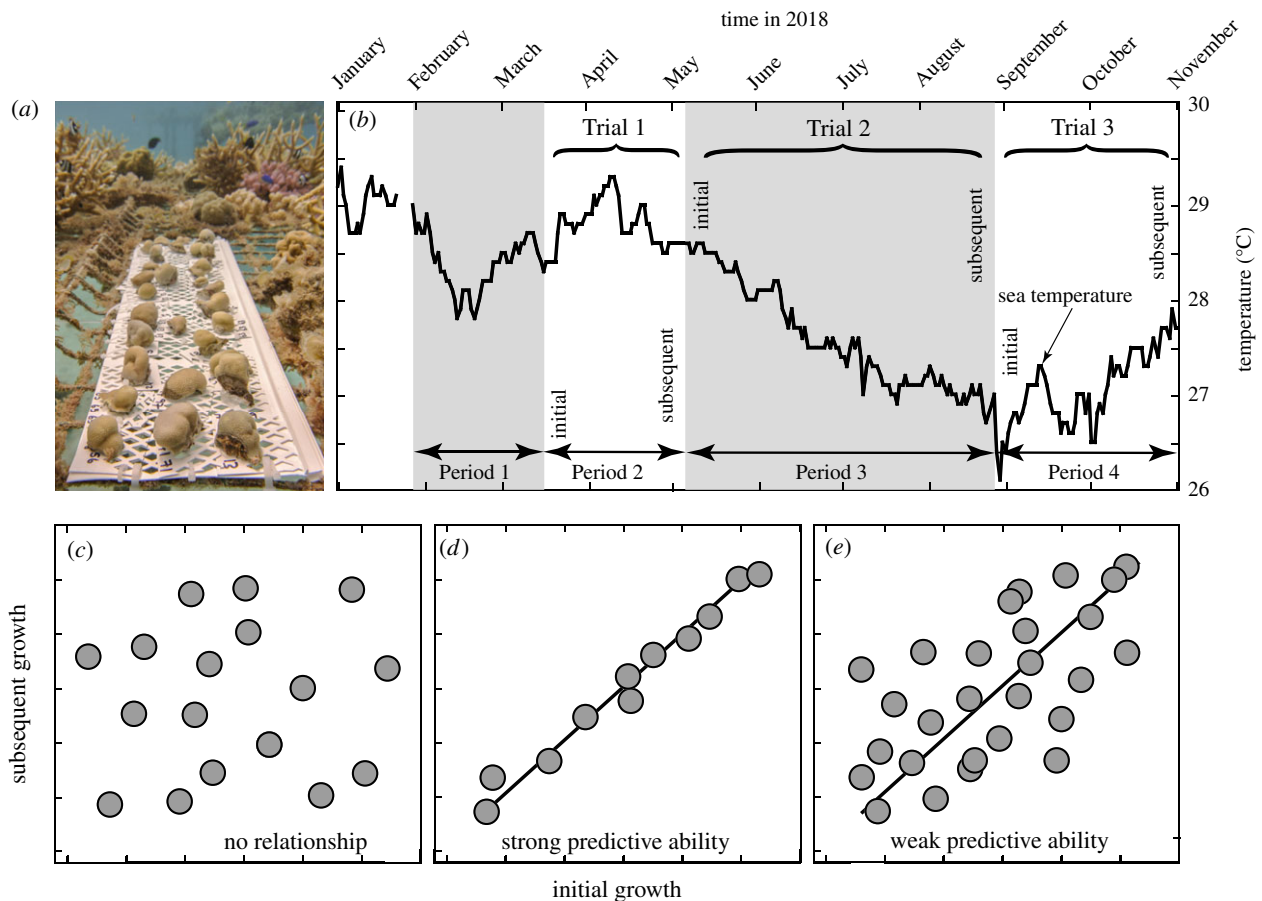 time in 2018
January
February
March
April
May
June
July
August
September
October
November
(a)
(b)
Trial 1
Trial 2
Trial 3
30
29
28
27
26
temperature (°C)
initial
subsequent
initial
subsequent
initial
subsequent
sea temperature
Period 1
Period 2
Period 3
Period 4
(c)
(d)
(e)
subsequent growth
no relationship
strong predictive ability
weak predictive ability
initial growth